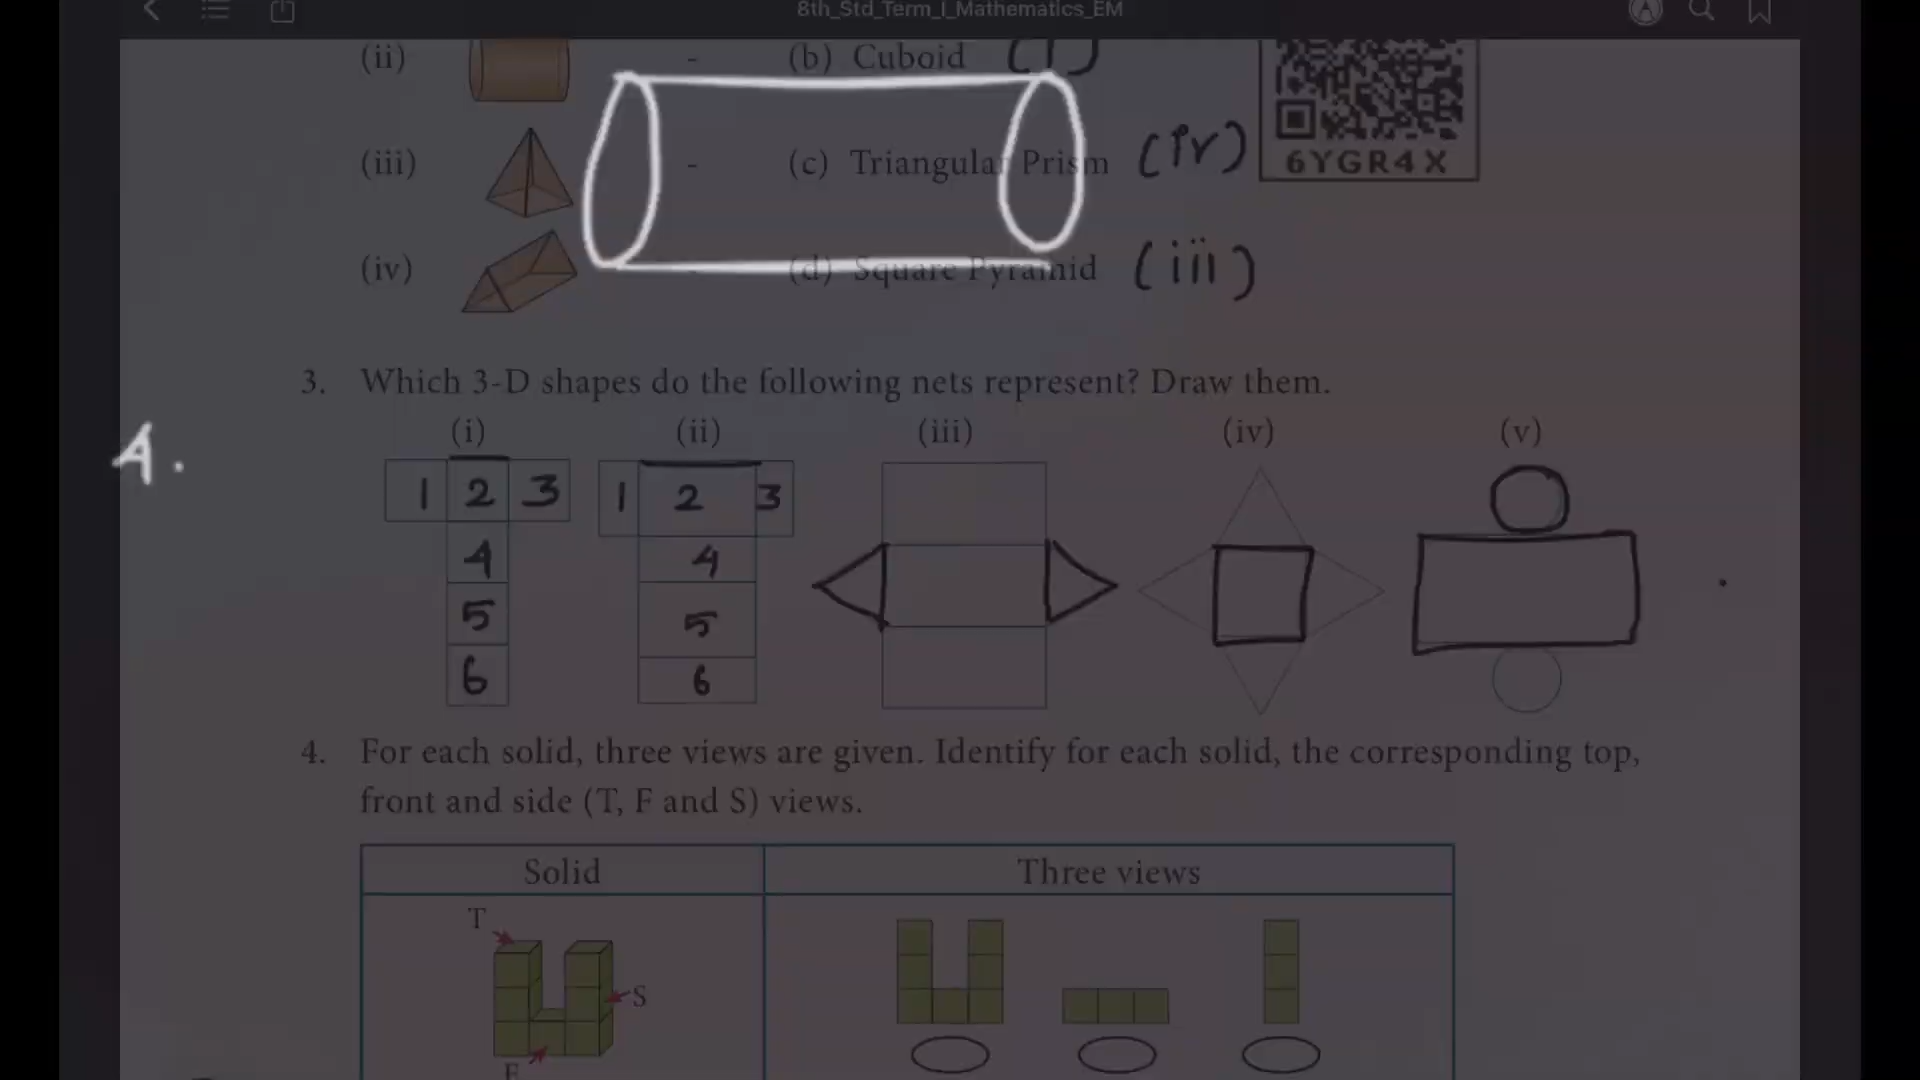 8th_Std_Term_I_Mathematics_EM
(ii) - (b) Cuboid (i)
(iii) - (c) Triangular Prism (iv)
6YGR4X
(iv) - (d) Square Pyramid (iii)
3. Which 3-D shapes do the following nets represent? Draw them.
(i) (ii) (iii) (iv) (v)
A.
1 2 3 1 2 3
4 4
5 5
6 6
4. For each solid, three views are given. Identify for each solid, the corresponding top,
front and side (T, F and S) views.
Solid Three views
T
S
F